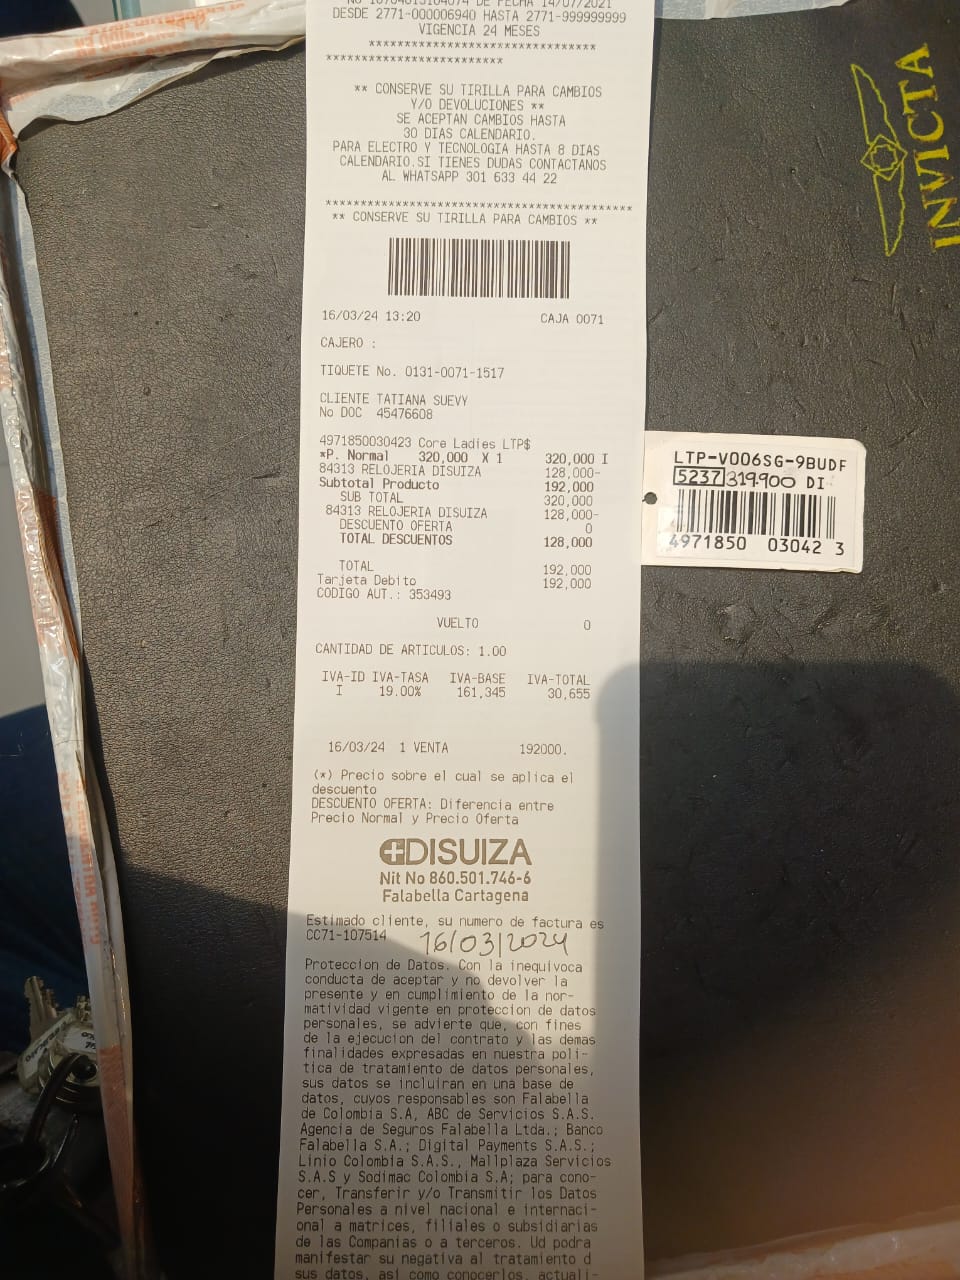 DE FECHA 14/07/2021
DESDE 2771-000006940 HASTA 2771-999999999
VIGENCIA 24 MESES
*******************************
************************
** CONSERVE SU TIRILLA PARA CAMBIOS
Y/O DEVOLUCIONES **
SE ACEPTAN CAMBIOS HASTA
30 DIAS CALENDARIO.
PARA ELECTRO Y TECNOLOGIA HASTA 8 DIAS
CALENDARIO.SI TIENES DUDAS CONTACTANOS
AL WHATSAPP 301 633 44 22
******************************************
** CONSERVE SU TIRILLA PARA CAMBIOS **
16/03/24 13:20 CAJA 0071
CAJERO :
TIQUETE No. 0131-0071-1517
CLIENTE TATIANA SUEVY
No DOC 45476608
4971850030423 Core Ladies LTP$
*P. Normal 320,000 X 1 320,000 I
84313 RELOJERIA DISUIZA 128,000-
Subtotal Producto 192,000
SUB TOTAL 320,000
84313 RELOJERIA DISUIZA 128,000-
DESCUENTO OFERTA 0
TOTAL DESCUENTOS 128,000
TOTAL 192,000
Tarjeta Debito 192,000
CODIGO AUT.: 353493
VUELTO 0
CANTIDAD DE ARTICULOS: 1.00
IVA-ID IVA-TASA IVA-BASE IVA-TOTAL
I 19.00% 161,345 30,655
16/03/24 1 VENTA 192000.
(*) Precio sobre el cual se aplica el
descuento
DESCUENTO OFERTA: Diferencia entre
Precio Normal y Precio Oferta
DISUIZA
Nit No 860.501.746-6
Falabella Cartagena
Estimado cliente, su numero de factura es
CC71-107514 16/03/2024
Proteccion de Datos. Con la inequivoca
conducta de aceptar y no devolver la
presente y en cumplimiento de la nor-
matividad vigente en proteccion de datos
personales, se advierte que, con fines
de la ejecucion del contrato y las demas
finalidades expresadas en nuestra poli-
tica de tratamiento de datos personales,
sus datos se incluiran en una base de
datos, cuyos responsables son Falabella
de Colombia S.A, ABC de Servicios S.A.S.
Agencia de Seguros Falabella Ltda.; Banco
Falabella S.A.; Digital Payments S.A.S.;
Linio Colombia S.A.S., Mallplaza Servicios
S.A.S y Sodimac Colombia S.A; para cono-
cer, Transferir y/o Transmitir los Datos
Personales a nivel nacional e internaci-
onal a matrices, filiales o subsidiarias
de las Companias o a terceros. Ud podra
manifestar su negativa al tratamiento d
sus datos, asi como conocerlos, actuali-
INVICTA
LTP-V006SG-9BUDF
5237 319.900 DI
4971850 03042 3